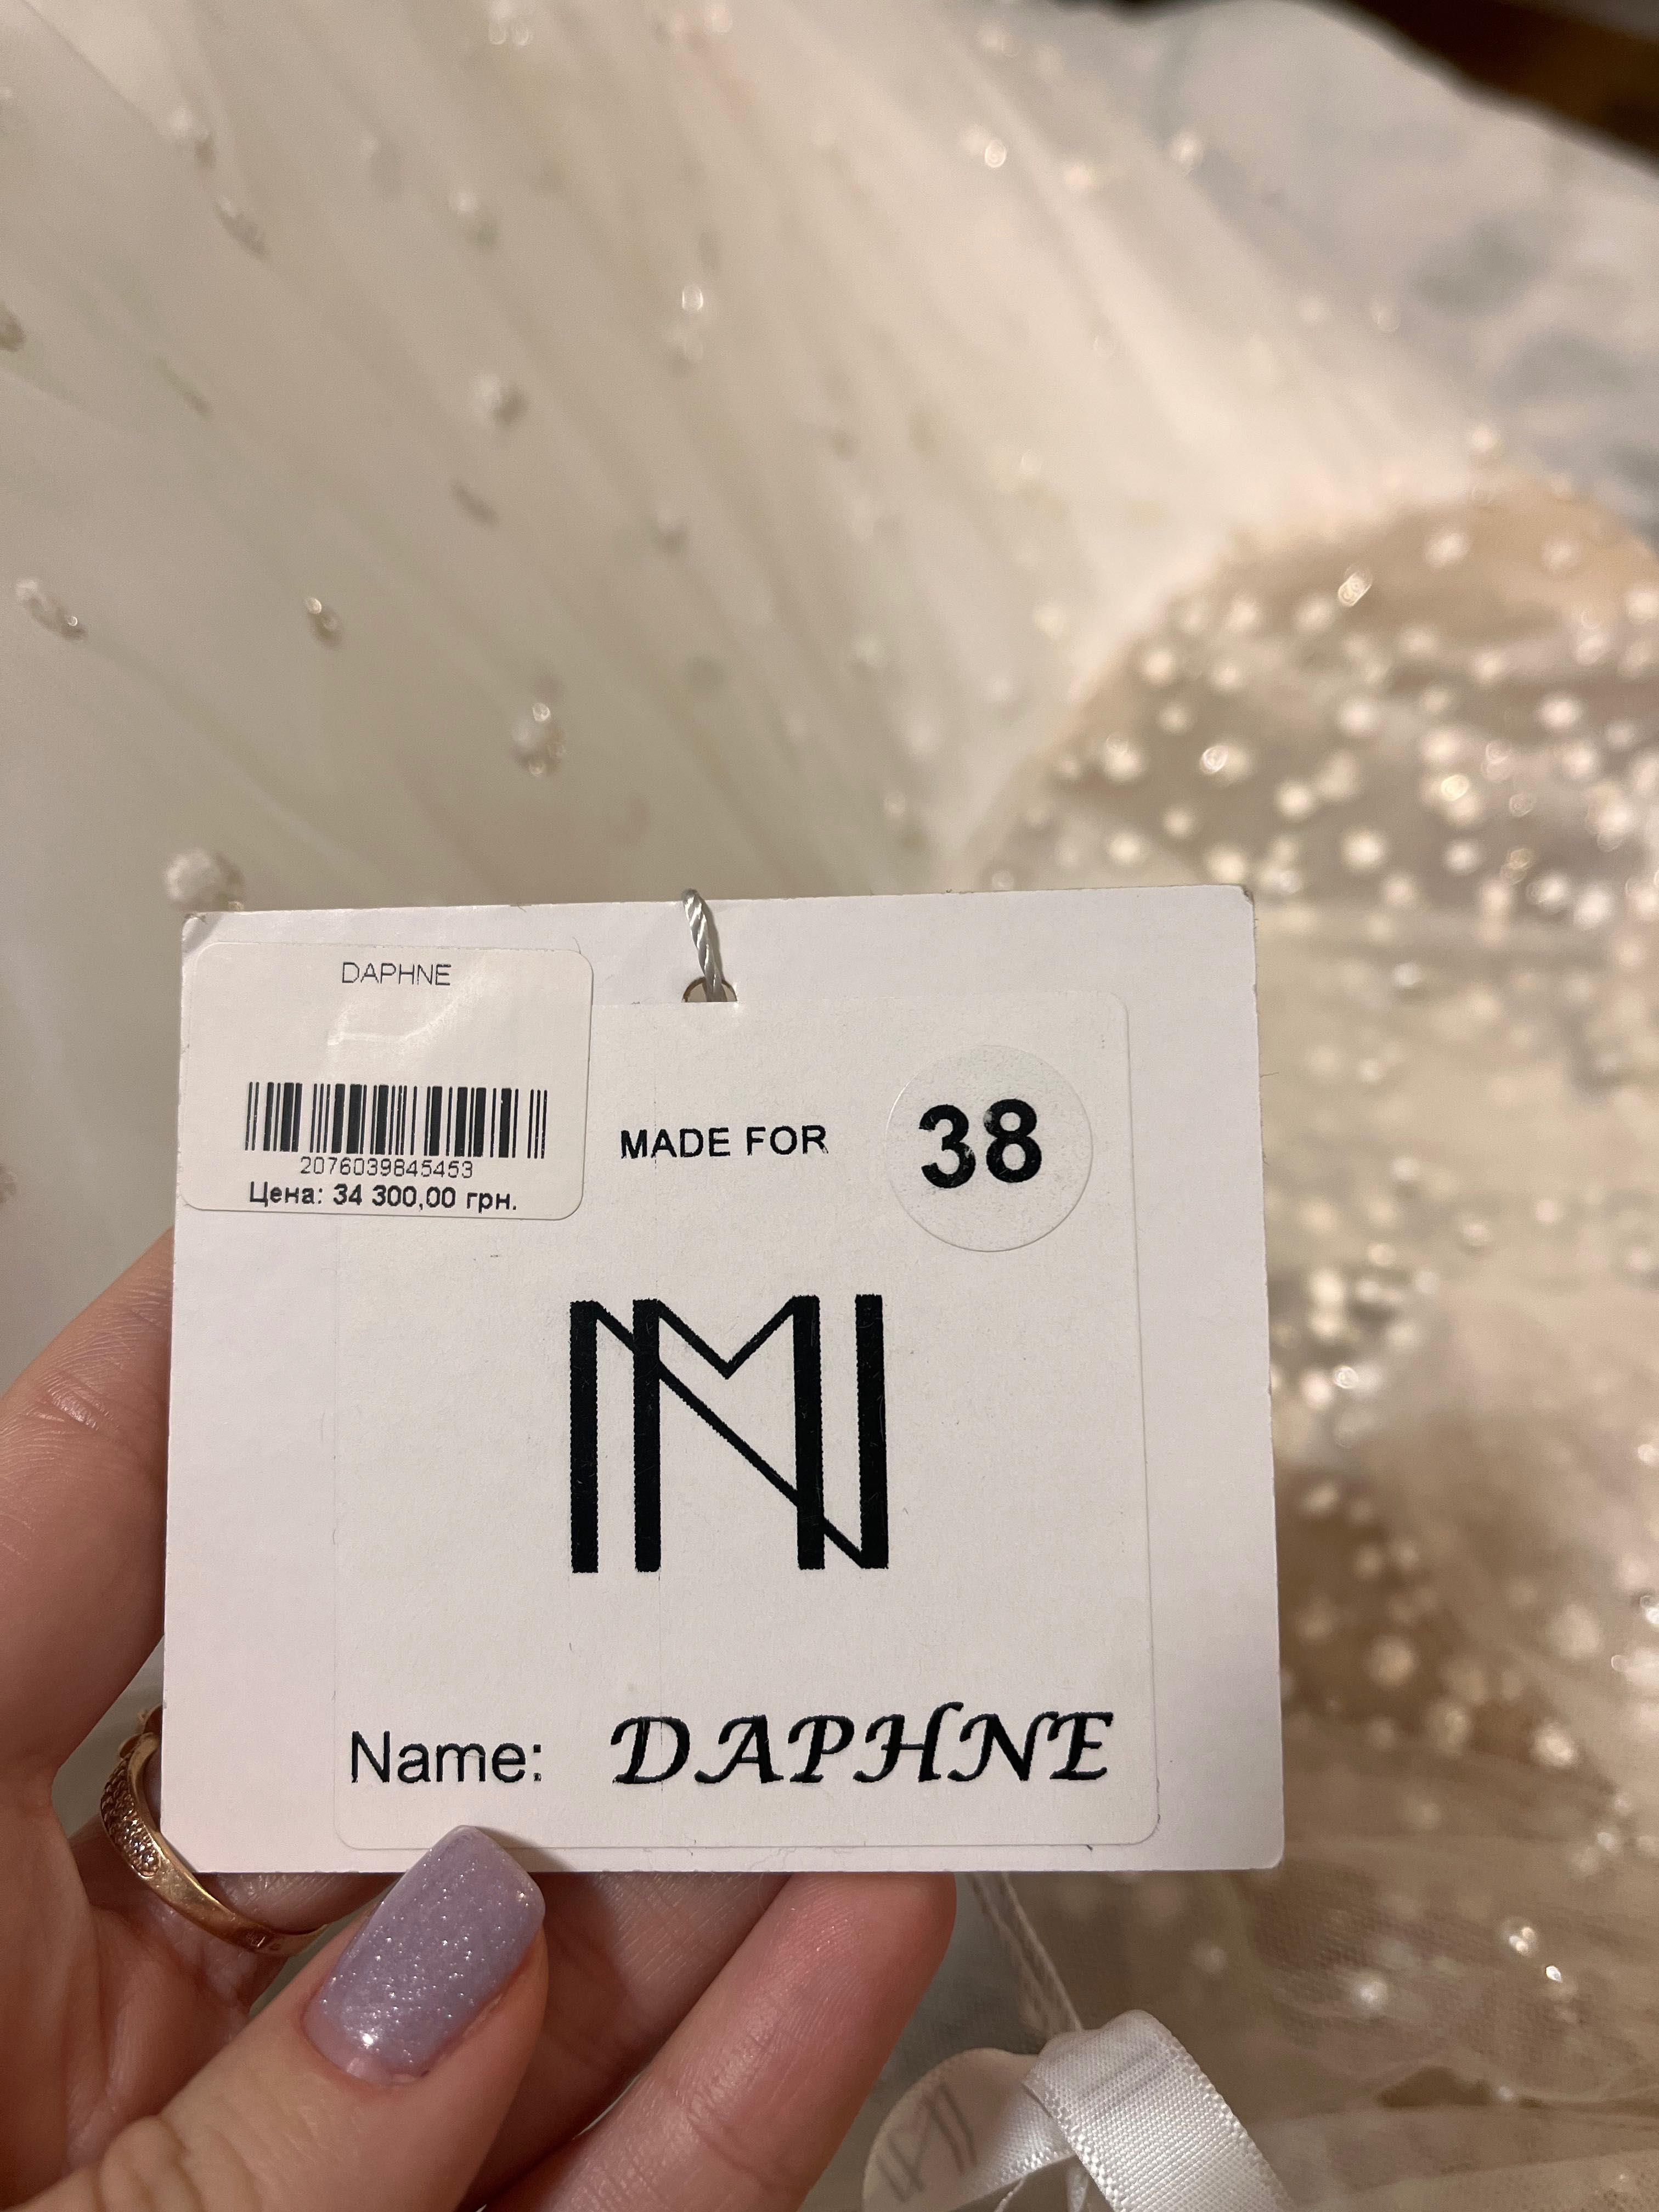 DAPHNE
2076039845453
Цена: 34 300,00 грн.
MADE FOR 38
MN
Name: DAPHNE